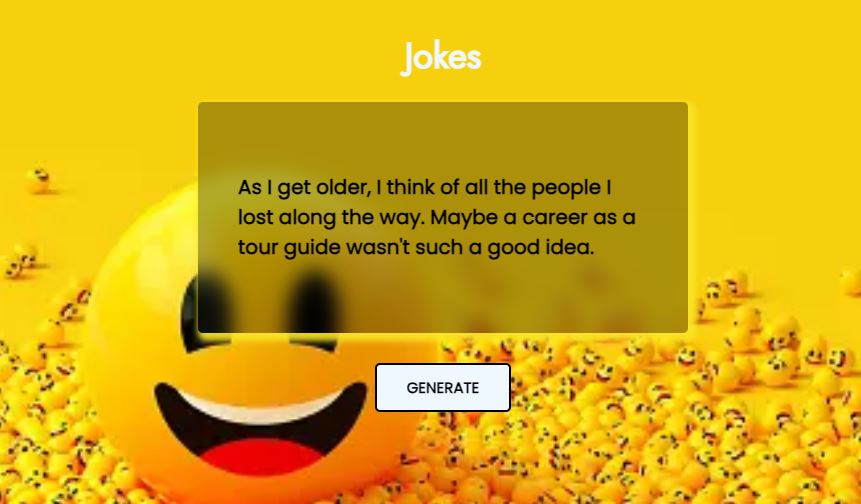 Jokes
As I get older, I think of all the people I
lost along the way. Maybe a career as a
tour guide wasn't such a good idea.
GENERATE